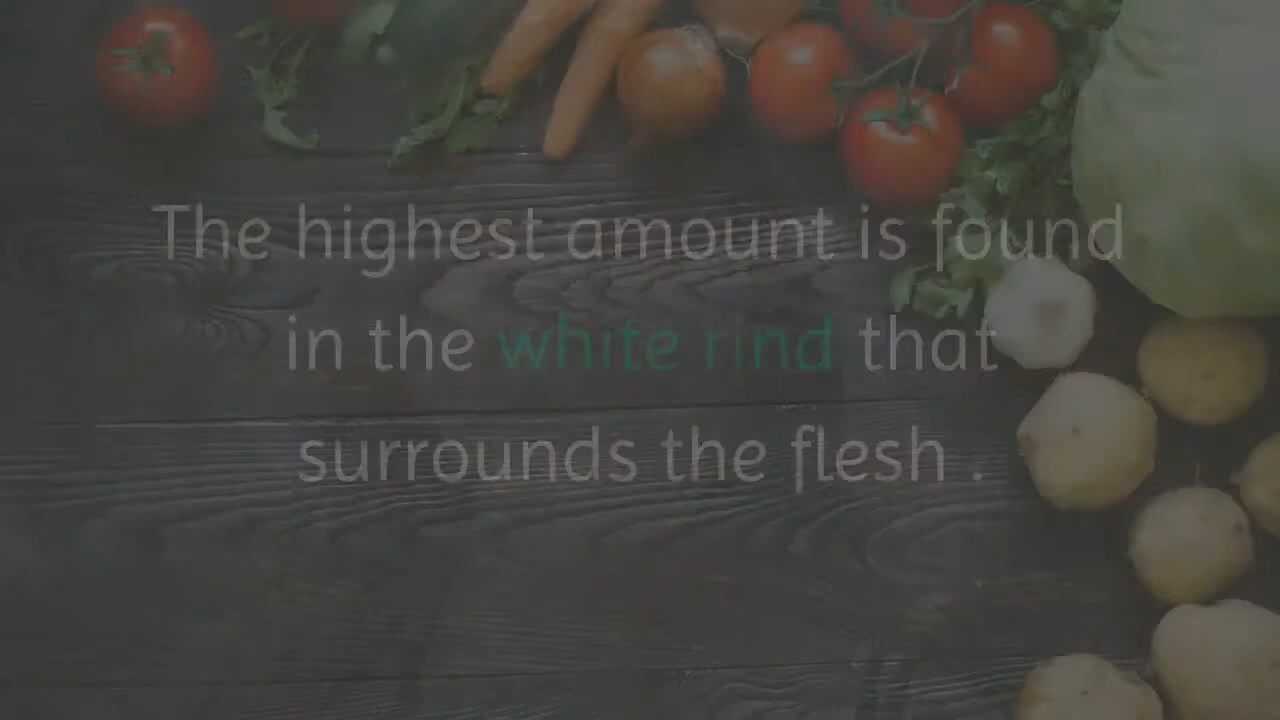 The highest amount is found
in the white rind that
surrounds the flesh .